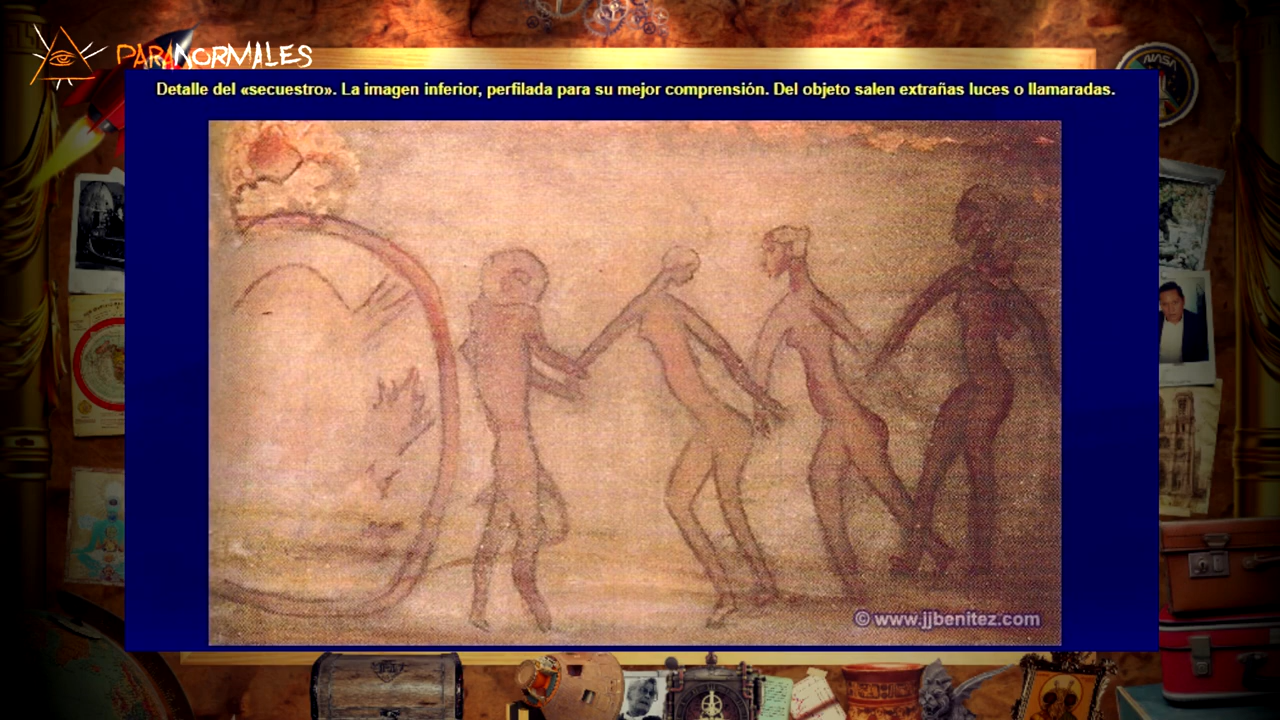 PARANORMALES
NASA
Detalle del «secuestro». La imagen inferior, perfilada para su mejor comprensión. Del objeto salen extrañas luces o llamaradas.
© www.jjbenitez.com